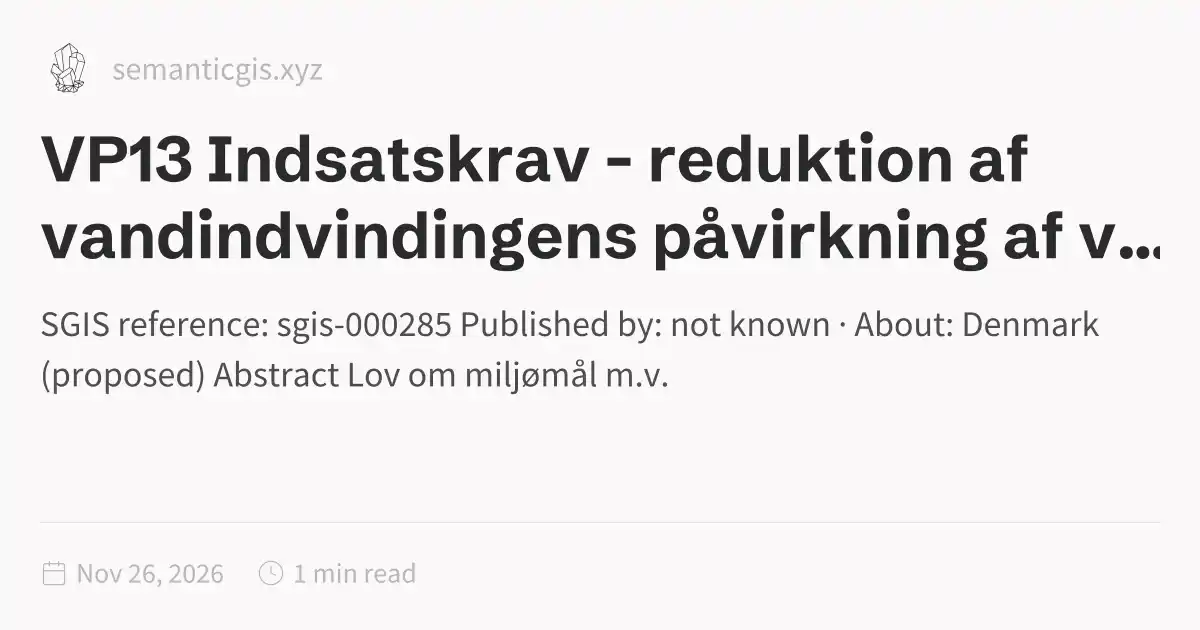 semanticgis.xyz
VP13 Indsatskrav - reduktion af
vandindvindingens påvirkning af v...
SGIS reference: sgis-000285 Published by: not known · About: Denmark
(proposed) Abstract Lov om miljømål m.v.
Nov 26, 2026 1 min read